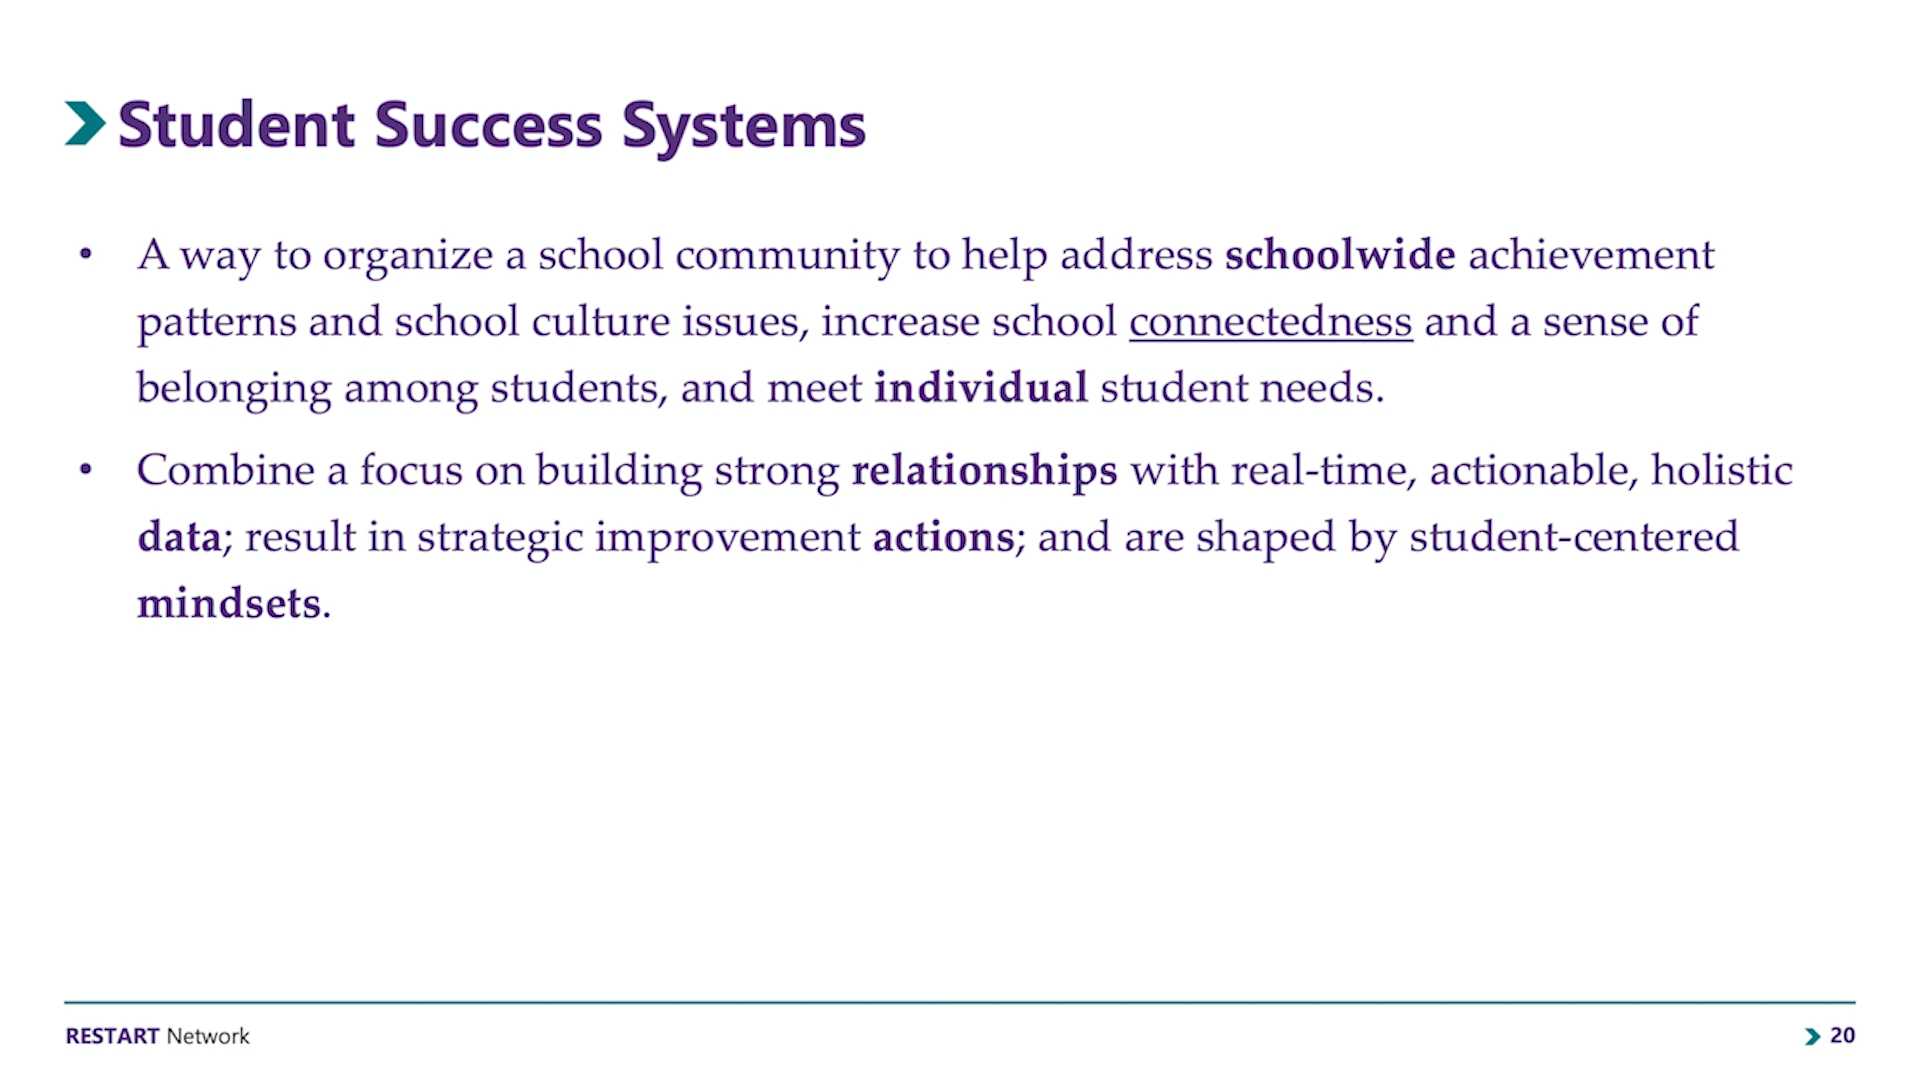 Student Success Systems
• A way to organize a school community to help address schoolwide achievement
patterns and school culture issues, increase school connectedness and a sense of
belonging among students, and meet individual student needs.
• Combine a focus on building strong relationships with real-time, actionable, holistic
data; result in strategic improvement actions; and are shaped by student-centered
mindsets.
RESTART Network
20